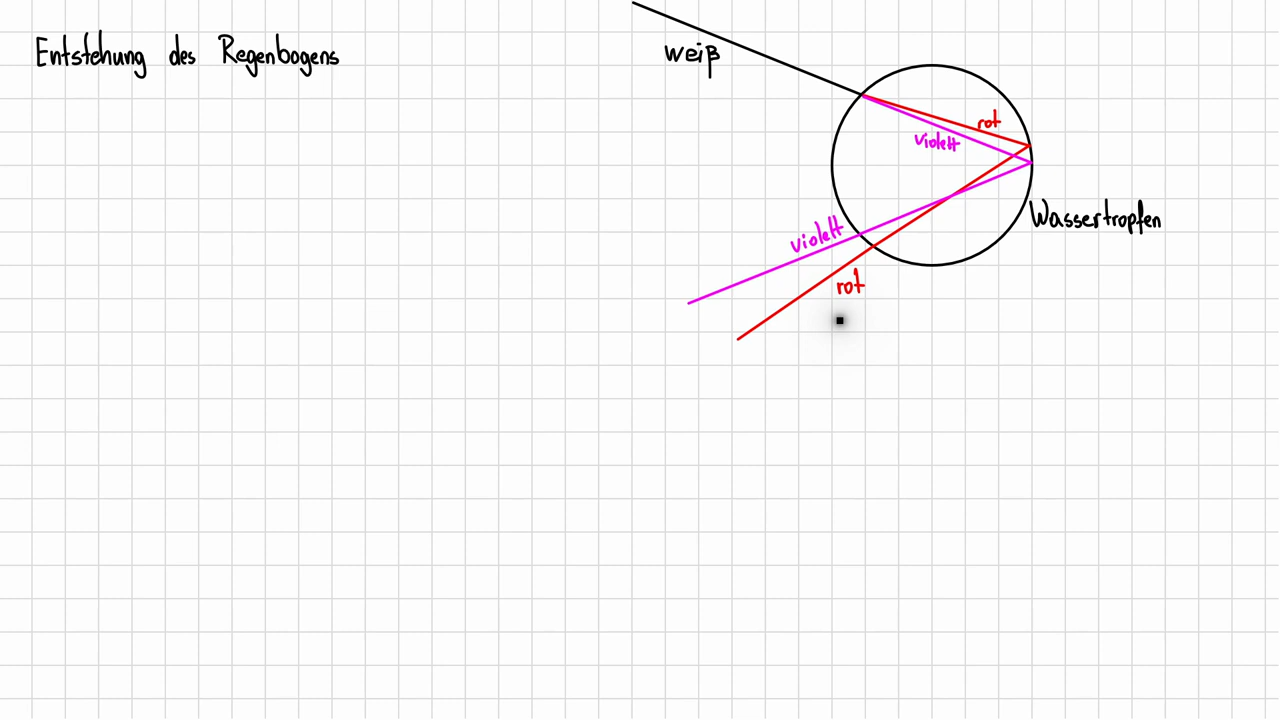 Entstehung des Regenbogens
weiß
rot
violett
Wassertropfen
violett
rot